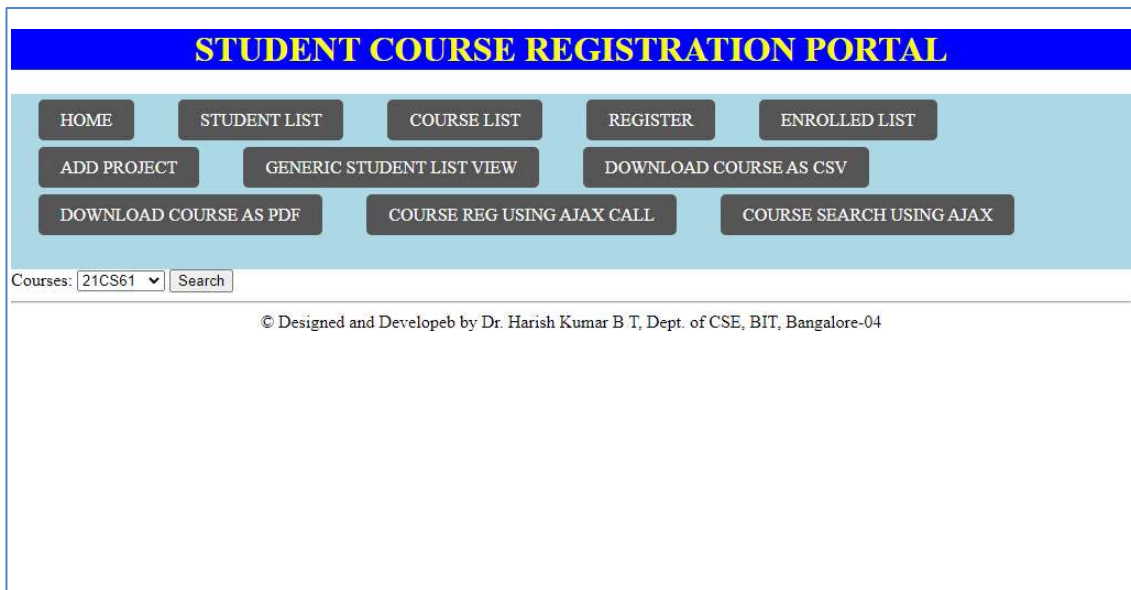 STUDENT COURSE REGISTRATION PORTAL
HOME STUDENT LIST COURSE LIST REGISTER ENROLLED LIST
ADD PROJECT GENERIC STUDENT LIST VIEW DOWNLOAD COURSE AS CSV
DOWNLOAD COURSE AS PDF COURSE REG USING AJAX CALL COURSE SEARCH USING AJAX
Courses: 21CS61 Search
© Designed and Developeb by Dr. Harish Kumar B T, Dept. of CSE, BIT, Bangalore-04